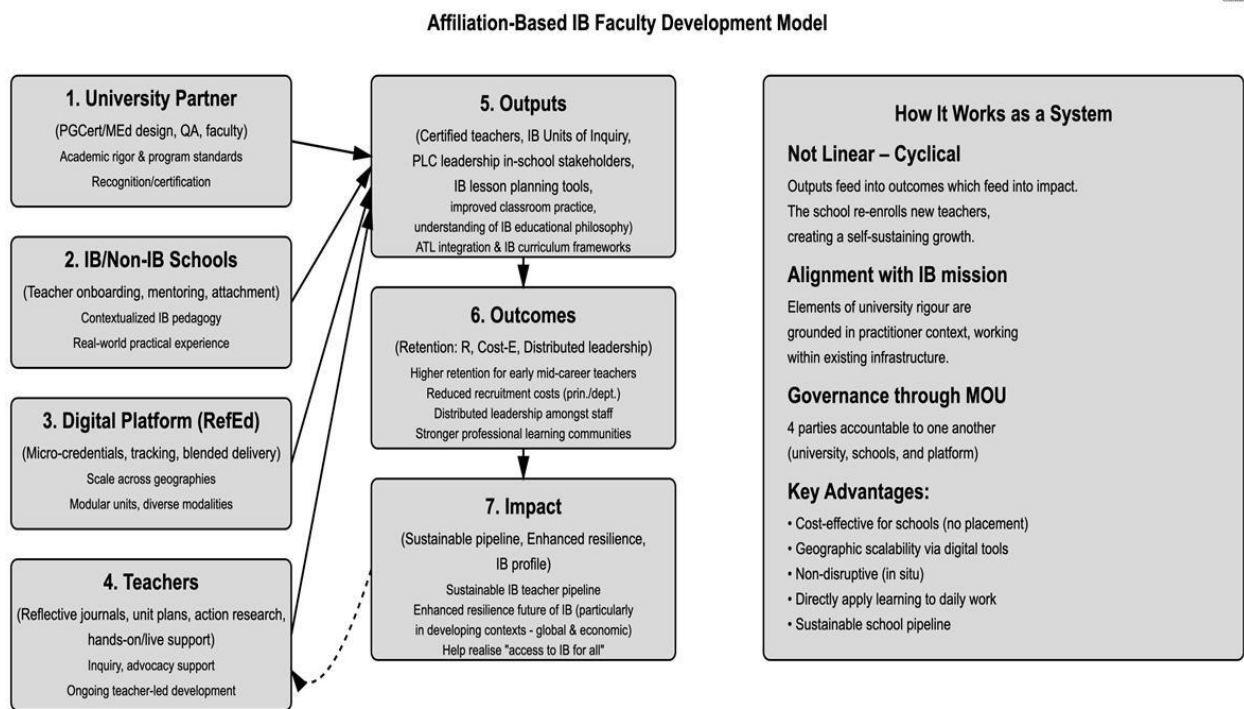 Affiliation-Based IB Faculty Development Model
1. University Partner
(PGCert/MEd design, QA, faculty)
Academic rigor & program standards
Recognition/certification
2. IB/Non-IB Schools
(Teacher onboarding, mentoring, attachment)
Contextualized IB pedagogy
Real-world practical experience
3. Digital Platform (RefEd)
(Micro-credentials, tracking, blended delivery)
Scale across geographies
Modular units, diverse modalities
4. Teachers
(Reflective journals, unit plans, action research,
hands-on/live support)
Inquiry, advocacy support
Ongoing teacher-led development
5. Outputs
(Certified teachers, IB Units of Inquiry,
PLC leadership in-school stakeholders,
IB lesson planning tools,
improved classroom practice,
understanding of IB educational philosophy)
ATL integration & IB curriculum frameworks
6. Outcomes
(Retention: R, Cost-E, Distributed leadership)
Higher retention for early mid-career teachers
Reduced recruitment costs (prin./dept.)
Distributed leadership amongst staff
Stronger professional learning communities
7. Impact
(Sustainable pipeline, Enhanced resilience,
IB profile)
Sustainable IB teacher pipeline
Enhanced resilience future of IB (particularly
in developing contexts - global & economic)
Help realise "access to IB for all"
How It Works as a System
Not Linear – Cyclical
Outputs feed into outcomes which feed into impact.
The school re-enrolls new teachers,
creating a self-sustaining growth.
Alignment with IB mission
Elements of university rigour are
grounded in practitioner context, working
within existing infrastructure.
Governance through MOU
4 parties accountable to one another
(university, schools, and platform)
Key Advantages:
• Cost-effective for schools (no placement)
• Geographic scalability via digital tools
• Non-disruptive (in situ)
• Directly apply learning to daily work
• Sustainable school pipeline